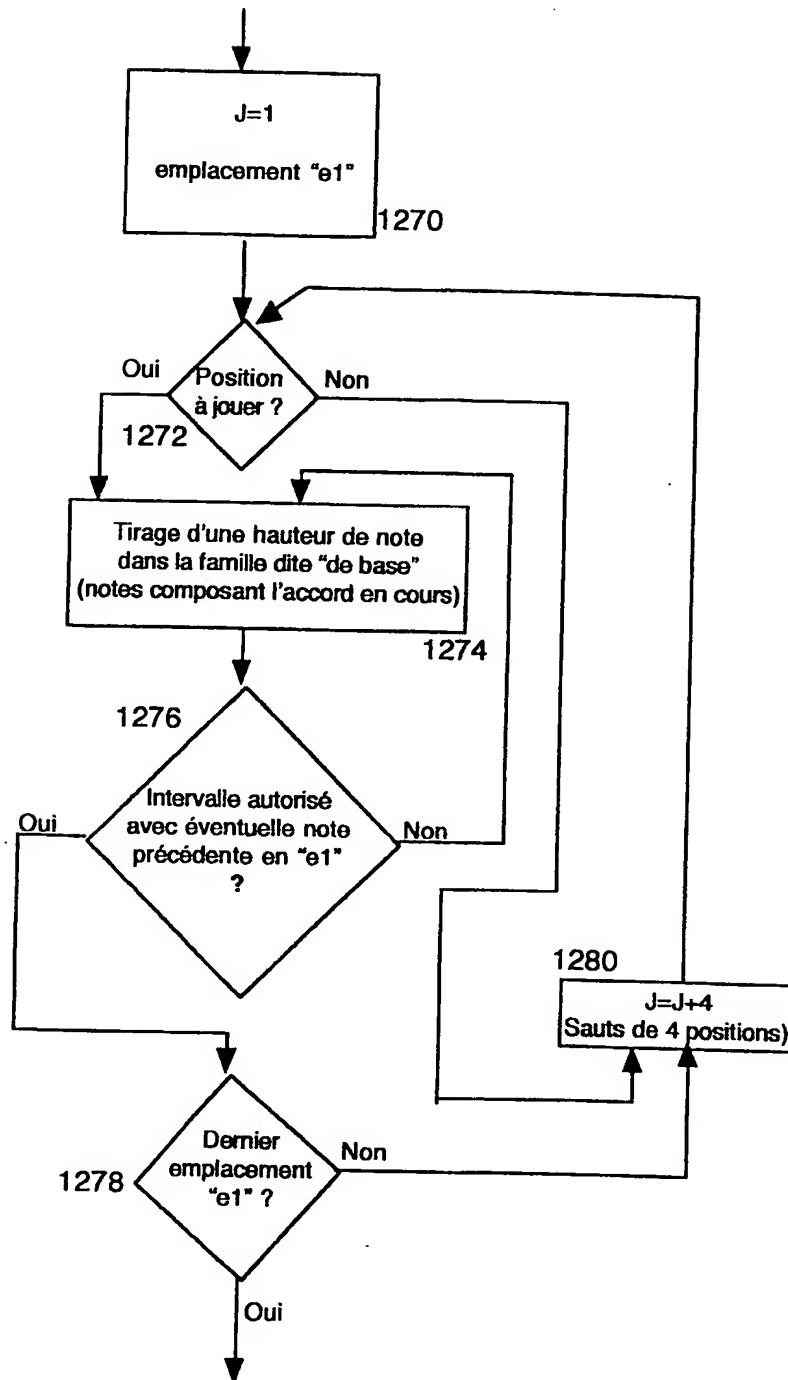 J=1
emplacement "e1"
1270
Oui
Position
à jouer ?
Non
1272
Tirage d'une hauteur de note
dans la famille dite "de base"
(notes composant l'accord en cours)
1274
1276
Intervalle autorisé
avec éventuelle note
précédente en "e1"
?
Oui
Non
1280
J=J+4
Sauts de 4 positions)
Dernier
emplacement
"e1" ?
Non
1278
Oui